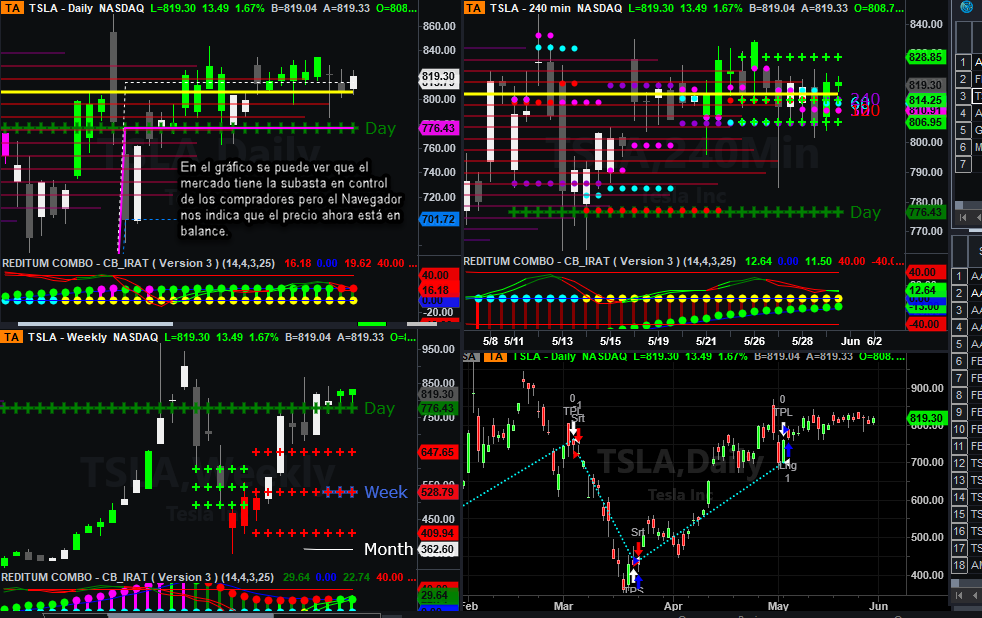 TA TSLA - Daily NASDAQ L=819.30 13.49 1.67% B=819.04 A=819.33 O=808...
860.00
840.00
819.30
800.00
776.43
760.00
740.00
720.00
701.72
Day
TSLA,Daily
Tesla Inc
En el gráfico se puede ver que el
mercado tiene la subasta en control
de los compradores pero el Navegador
nos indica que el precio ahora está en
balance.
REDITUM COMBO - CB_IRAT ( Version 3 ) (14,4,3,25) 16.18 0.00 19.62 40.00 ...
40.00
16.18
0.00
-20.00
TA TSLA - 240 min NASDAQ L=819.30 13.49 1.67% B=819.04 A=819.33 O=808.7...
840.00
828.85
819.30
814.25
810.91
806.95
790.00
780.00
776.43
770.00
Day
TSLA,240Min
Tesla Inc
REDITUM COMBO - CB_IRAT ( Version 3 ) (14,4,3,25) 12.64 0.00 11.50 40.00 -40.0...
40.00
12.64
-13.00
-40.00
5/8 5/11 5/13 5/15 5/19 5/21 5/26 5/28 Jun 6/2
TA TSLA - Weekly NASDAQ L=819.30 13.49 1.67% B=819.04 A=819.33 O=...
950.00
850.00
819.30
776.43
750.00
647.65
528.79
450.00
409.94
362.60
Day
Week
Month
TSLA,Weekly
Tesla Inc
REDITUM COMBO - CB_IRAT ( Version 3 ) (14,4,3,25) 29.64 0.00 22.74 40.00 ...
29.64
0.00
SA TA TSLA - Daily NASDAQ L=819.30 13.49 1.67% B=819.04 A=819.33 O=808....
900.00
819.30
800.00
700.00
600.00
500.00
400.00
TSLA,Daily
Tesla Inc
0
TPL
Srt
1
Srt
TPS
0
TPL
Lng
1
Feb Mar Apr May Jun
1 A
2 F
3 T
4 A
5 G
6 M
7
1 AA
2 AA
3 AA
4 AA
5 AA
6 FE
7 FE
8 FE
9 FE
10 FE
11 FE
12 TS
13 TS
14 TS
15 TS
16 TS
17 TS
18 AM